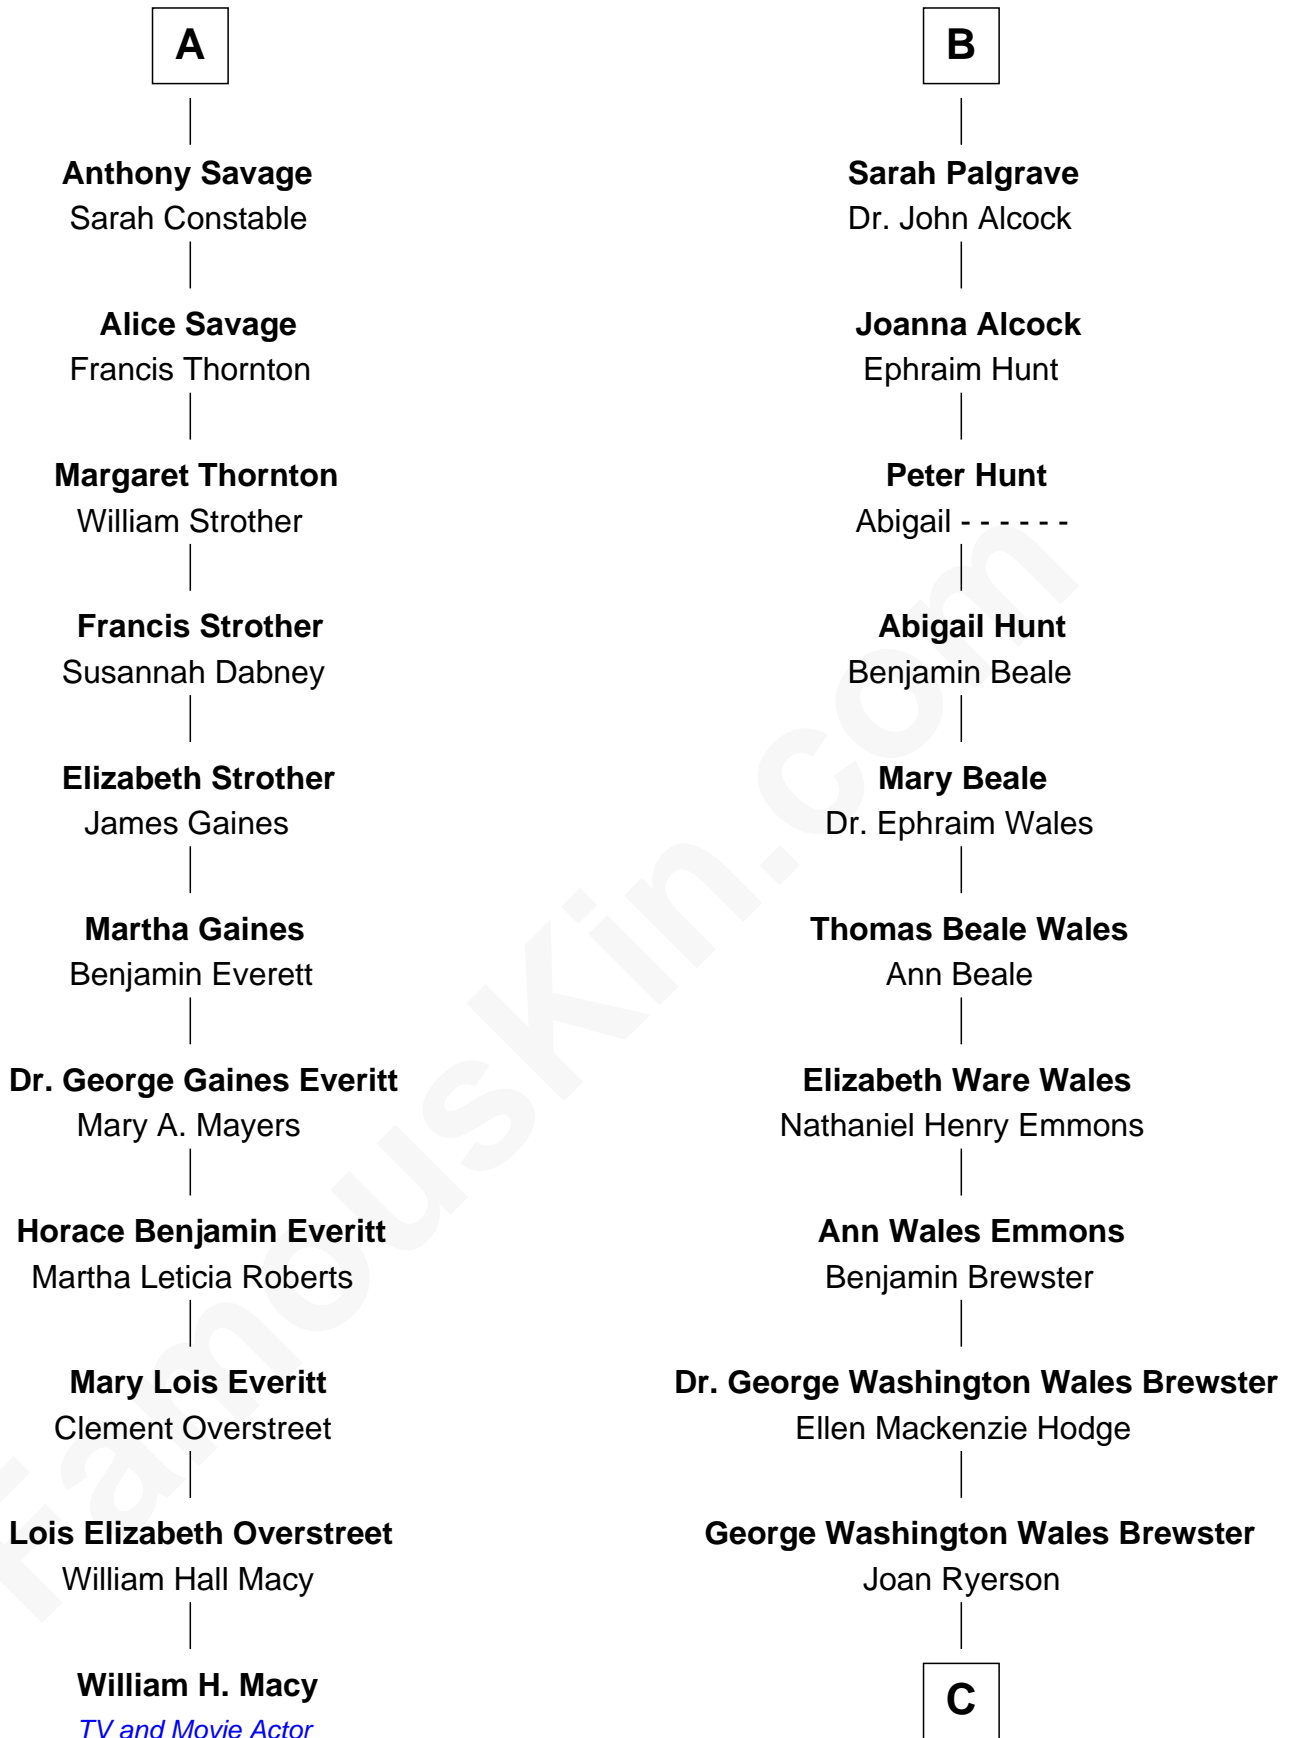 A
Anthony Savage
Sarah Constable
Alice Savage
Francis Thornton
Margaret Thornton
William Strother
Francis Strother
Susannah Dabney
Elizabeth Strother
James Gaines
Martha Gaines
Benjamin Everett
Dr. George Gaines Everitt
Mary A. Mayers
Horace Benjamin Everitt
Martha Leticia Roberts
Mary Lois Everitt
Clement Overstreet
Lois Elizabeth Overstreet
William Hall Macy
William H. Macy
TV and Movie Actor
B
Sarah Palgrave
Dr. John Alcock
Joanna Alcock
Ephraim Hunt
Peter Hunt
Abigail - - - - - -
Abigail Hunt
Benjamin Beale
Mary Beale
Dr. Ephraim Wales
Thomas Beale Wales
Ann Beale
Elizabeth Ware Wales
Nathaniel Henry Emmons
Ann Wales Emmons
Benjamin Brewster
Dr. George Washington Wales Brewster
Ellen Mackenzie Hodge
George Washington Wales Brewster
Joan Ryerson
C
FamousKin.com